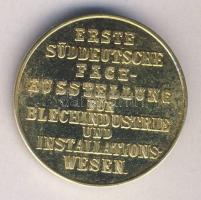 ERSTE
SÜDDEUTSCHE
FACH-
AUSSTELLUNG
FÜR
BLECHINDUSTRIE
UND
INSTALLATIONS-
WESEN.